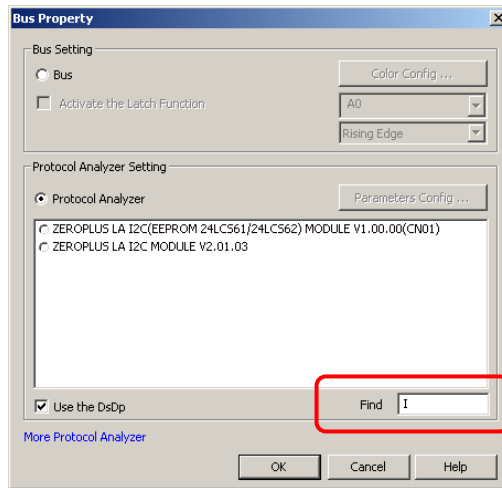 Bus Property
Bus Setting
Bus
Color Config ...
Activate the Latch Function
A0
Rising Edge
Protocol Analyzer Setting
Protocol Analyzer
Parameters Config ...
ZEROPLUS LA I2C(EEPROM 24LCS61/24LCS62) MODULE V1.00.00(CN01)
ZEROPLUS LA I2C MODULE V2.01.03
Use the DsDp
Find I
More Protocol Analyzer
OK Cancel Help